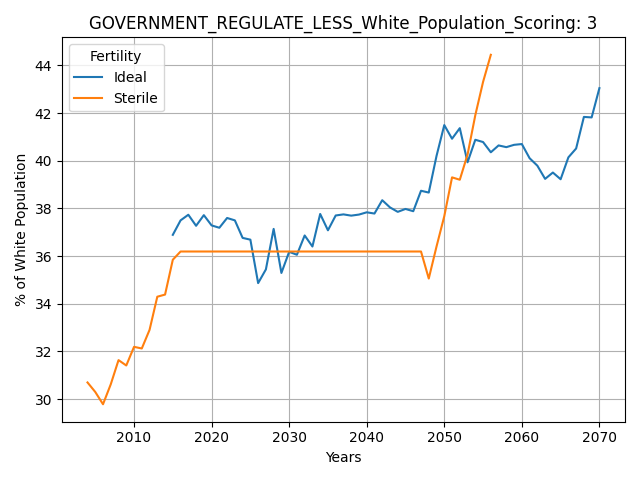 GOVERNMENT_REGULATE_LESS_White_Population_Scoring: 3
Fertility
Ideal
Sterile
% of White Population
44
42
40
38
36
34
32
30
2010 2020 2030 2040 2050 2060 2070
Years